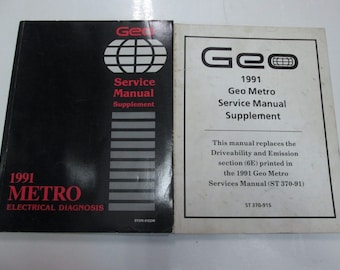 Geo
Service
Manual
Supplement
1991
METRO
ELECTRICAL DIAGNOSIS
GEO
1991
Geo Metro
Service Manual
Supplement
This manual replaces the
Driveability and Emission
section (6E) printed in
the 1991 Geo Metro
Services Manual (ST 370-91)
ST 370-91S